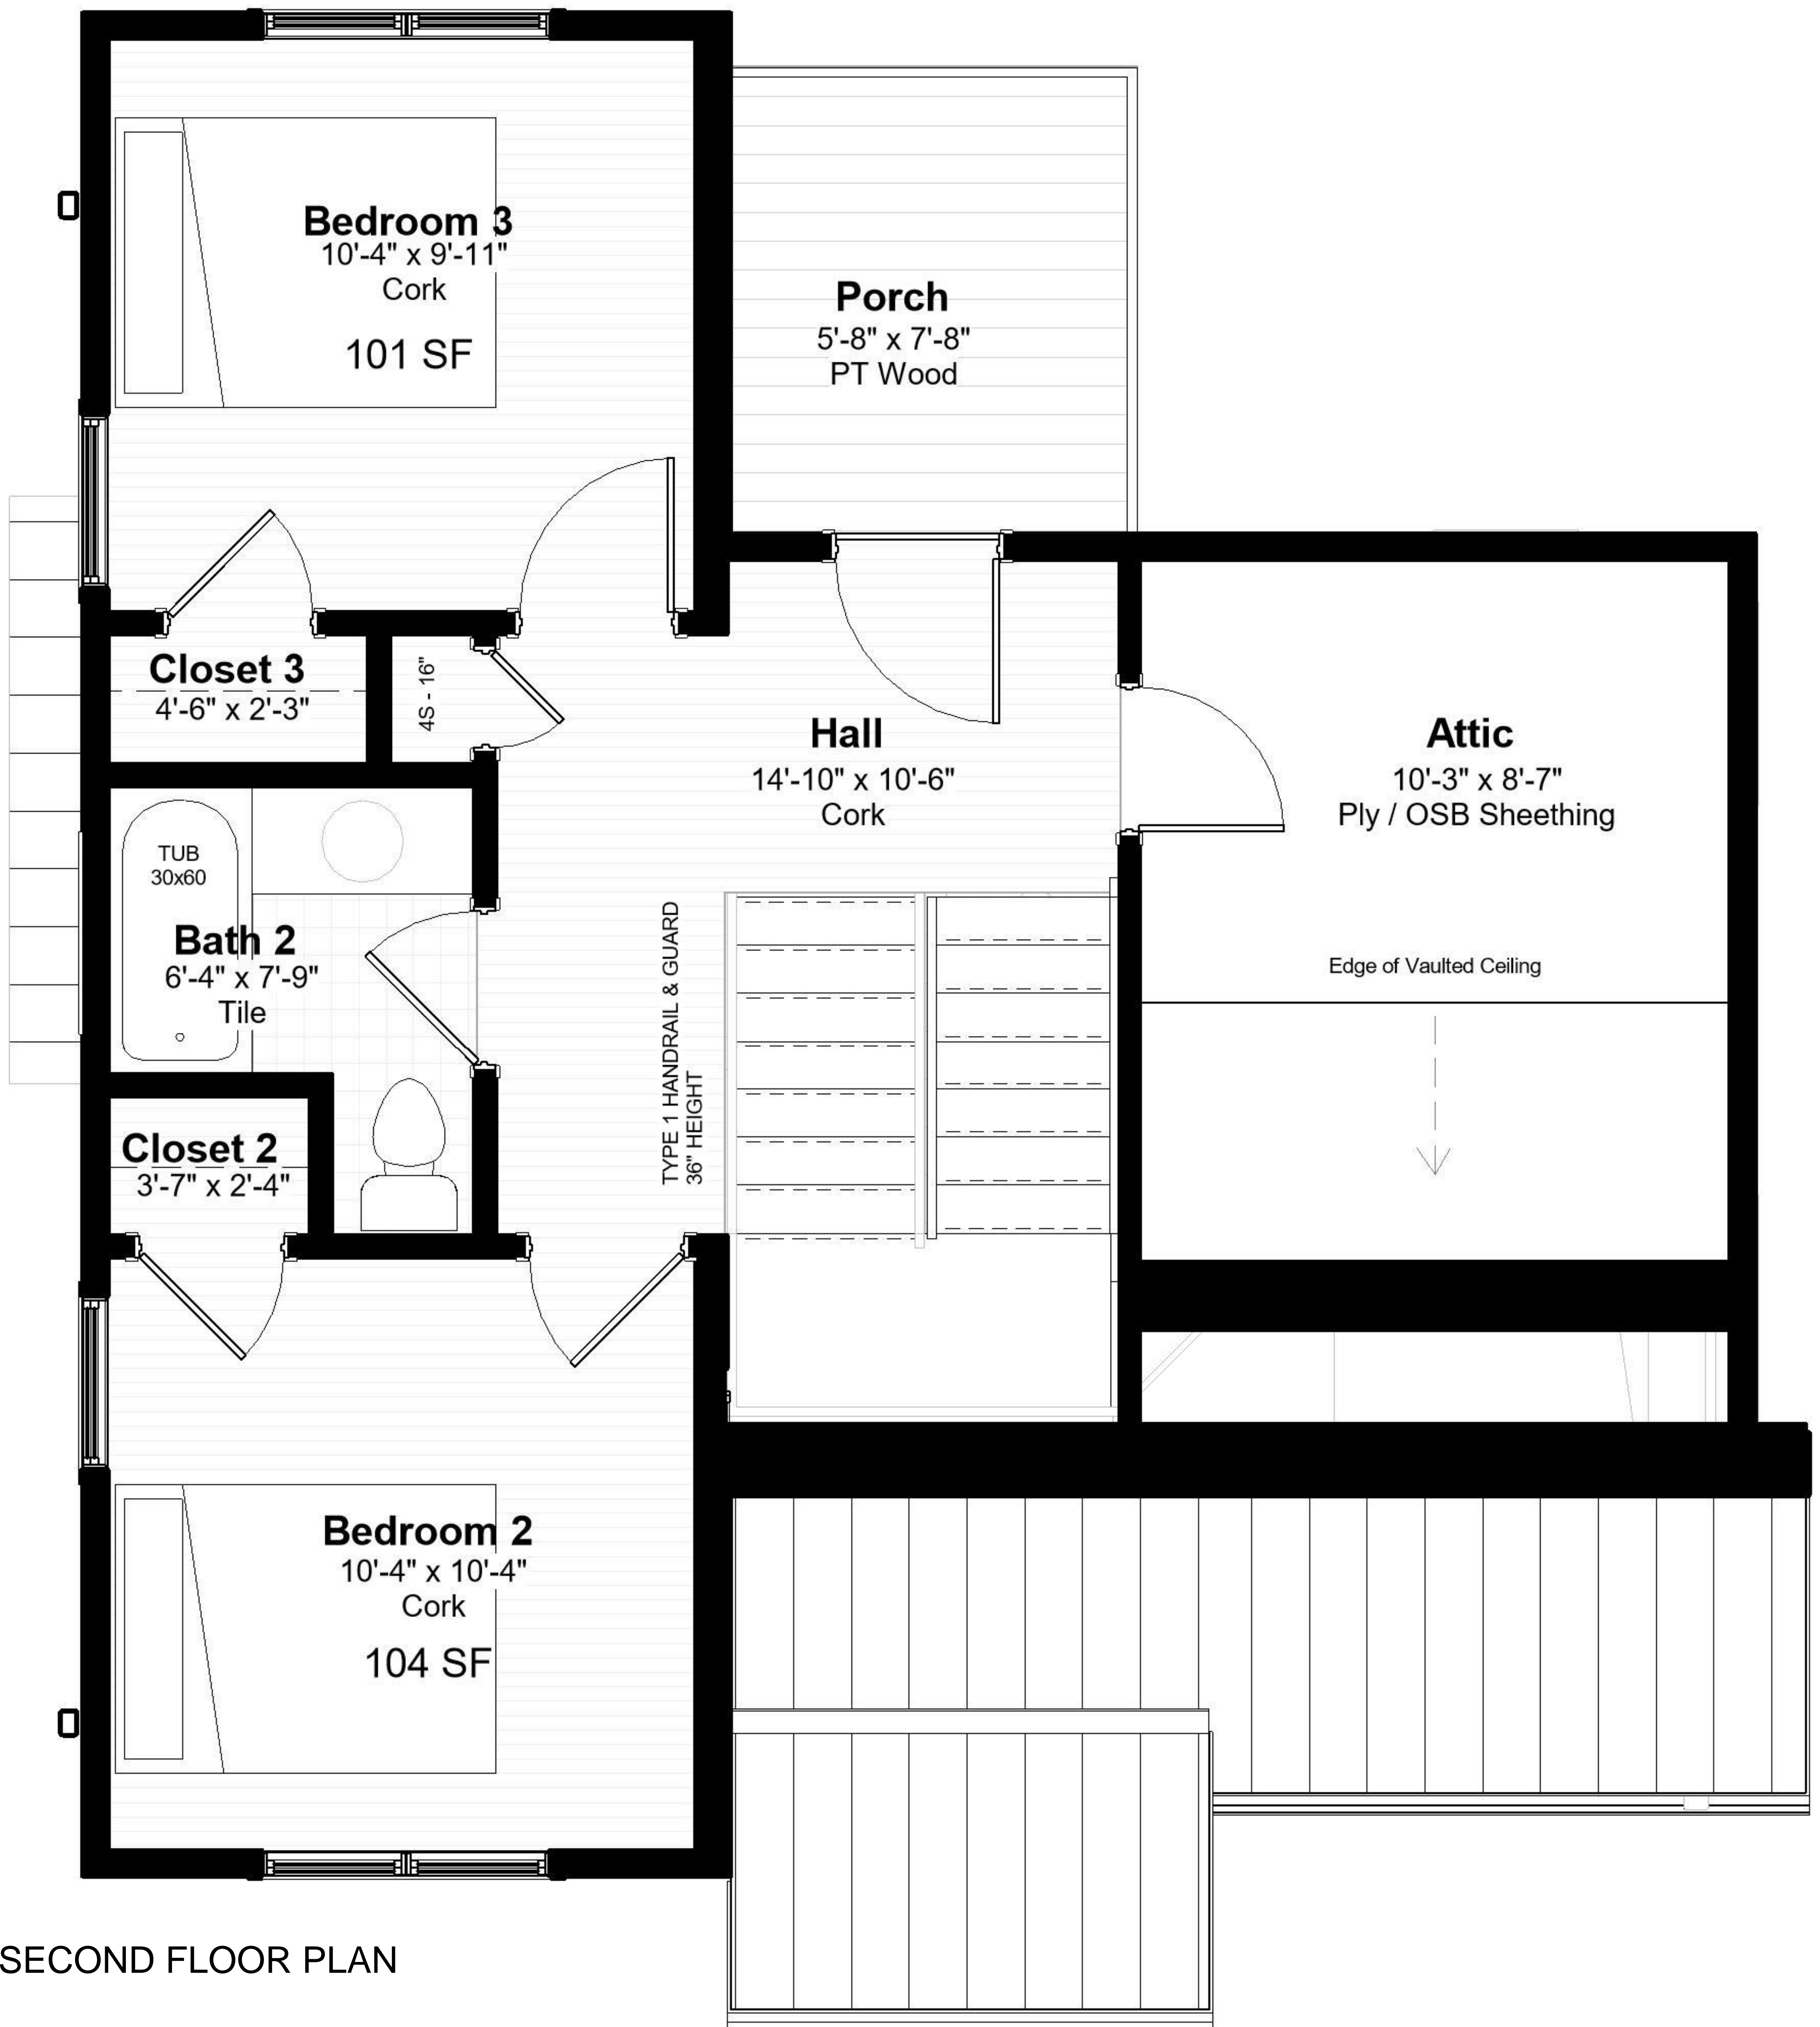 Bedroom 3
10'-4" x 9'-11"
Cork
101 SF
Porch
5'-8" x 7'-8"
PT Wood
Closet 3
4'-6" x 2'-3"
4S - 16"
Hall
14'-10" x 10'-6"
Cork
Attic
10'-3" x 8'-7"
Ply / OSB Sheething
Edge of Vaulted Ceiling
TUB
30x60
Bath 2
6'-4" x 7'-9"
Tile
TYPE 1 HANDRAIL & GUARD
36" HEIGHT
Closet 2
3'-7" x 2'-4"
Bedroom 2
10'-4" x 10'-4"
Cork
104 SF
SECOND FLOOR PLAN